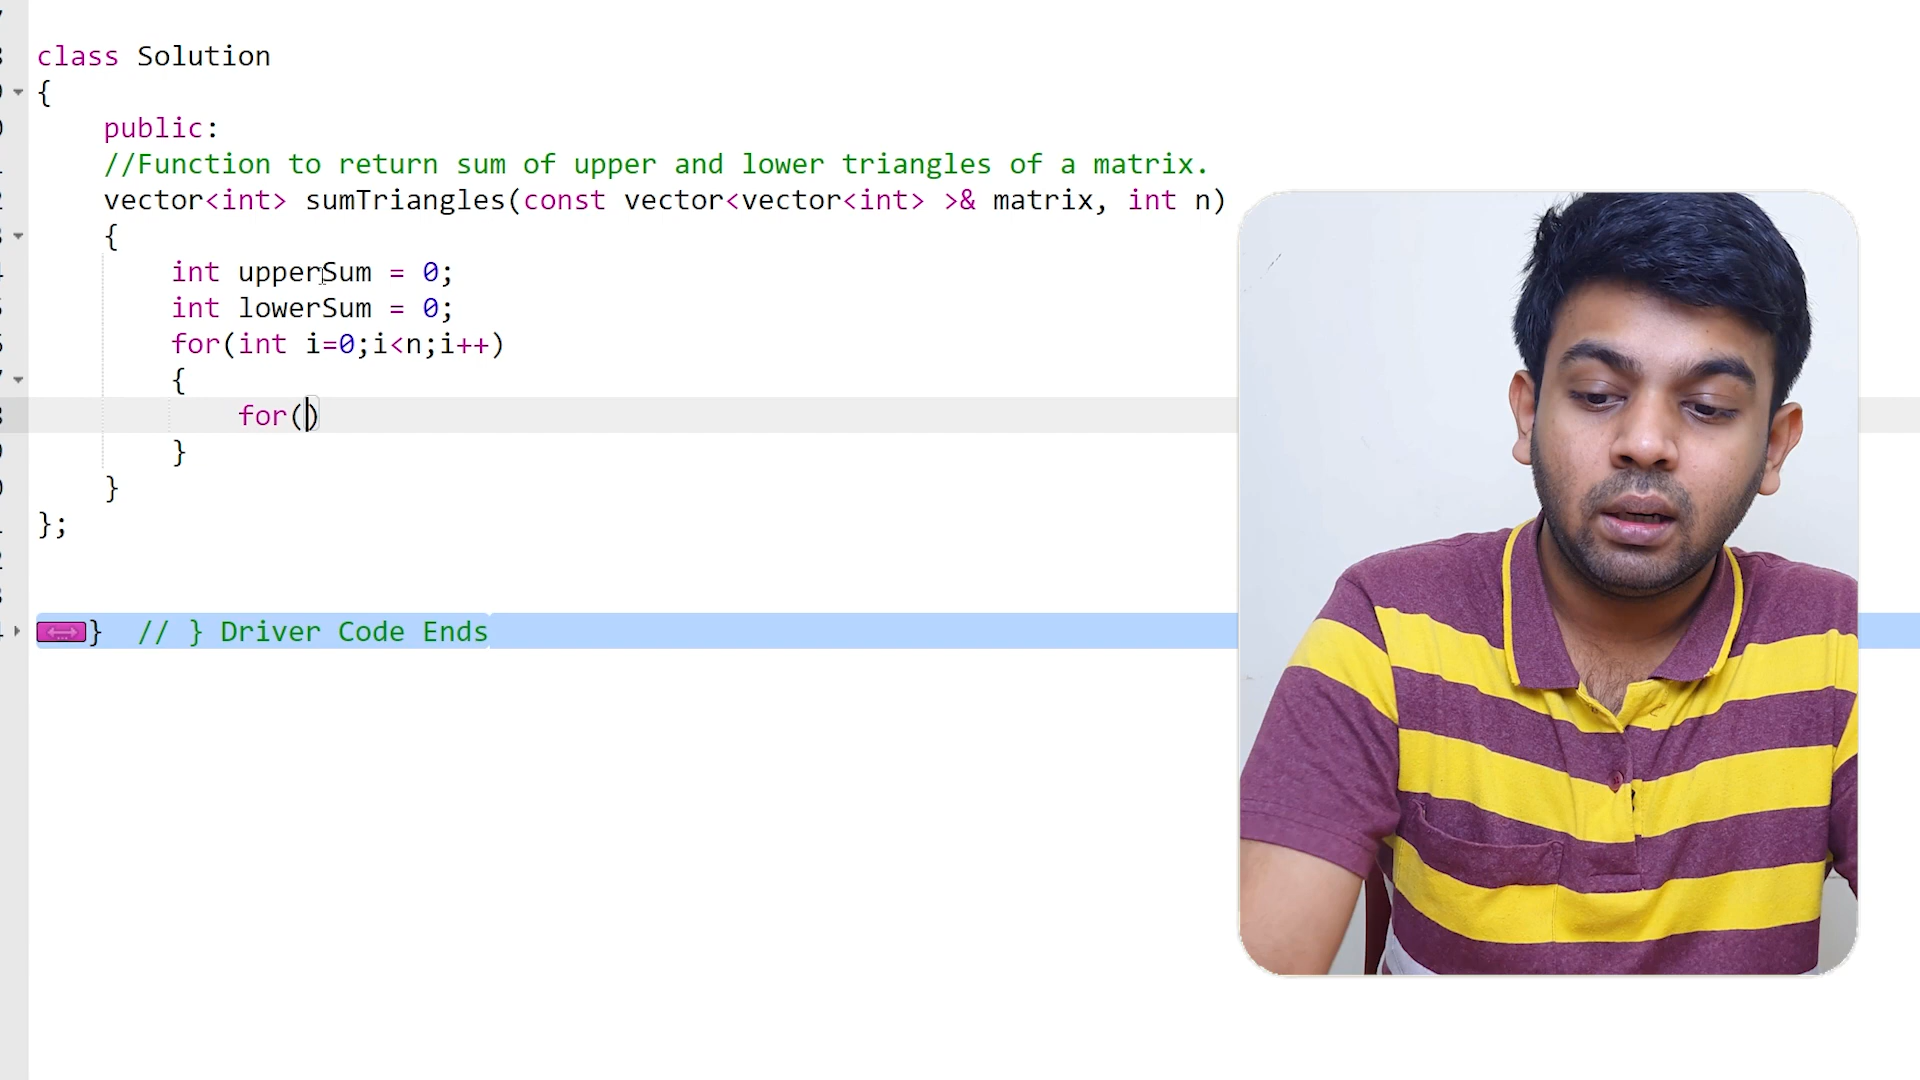 class Solution
{
public:
//Function to return sum of upper and lower triangles of a matrix.
vector<int> sumTriangles(const vector<vector<int> >& matrix, int n)
{
int upperSum = 0;
int lowerSum = 0;
for(int i=0;i<n;i++)
{
for()
}
}
};
} // } Driver Code Ends